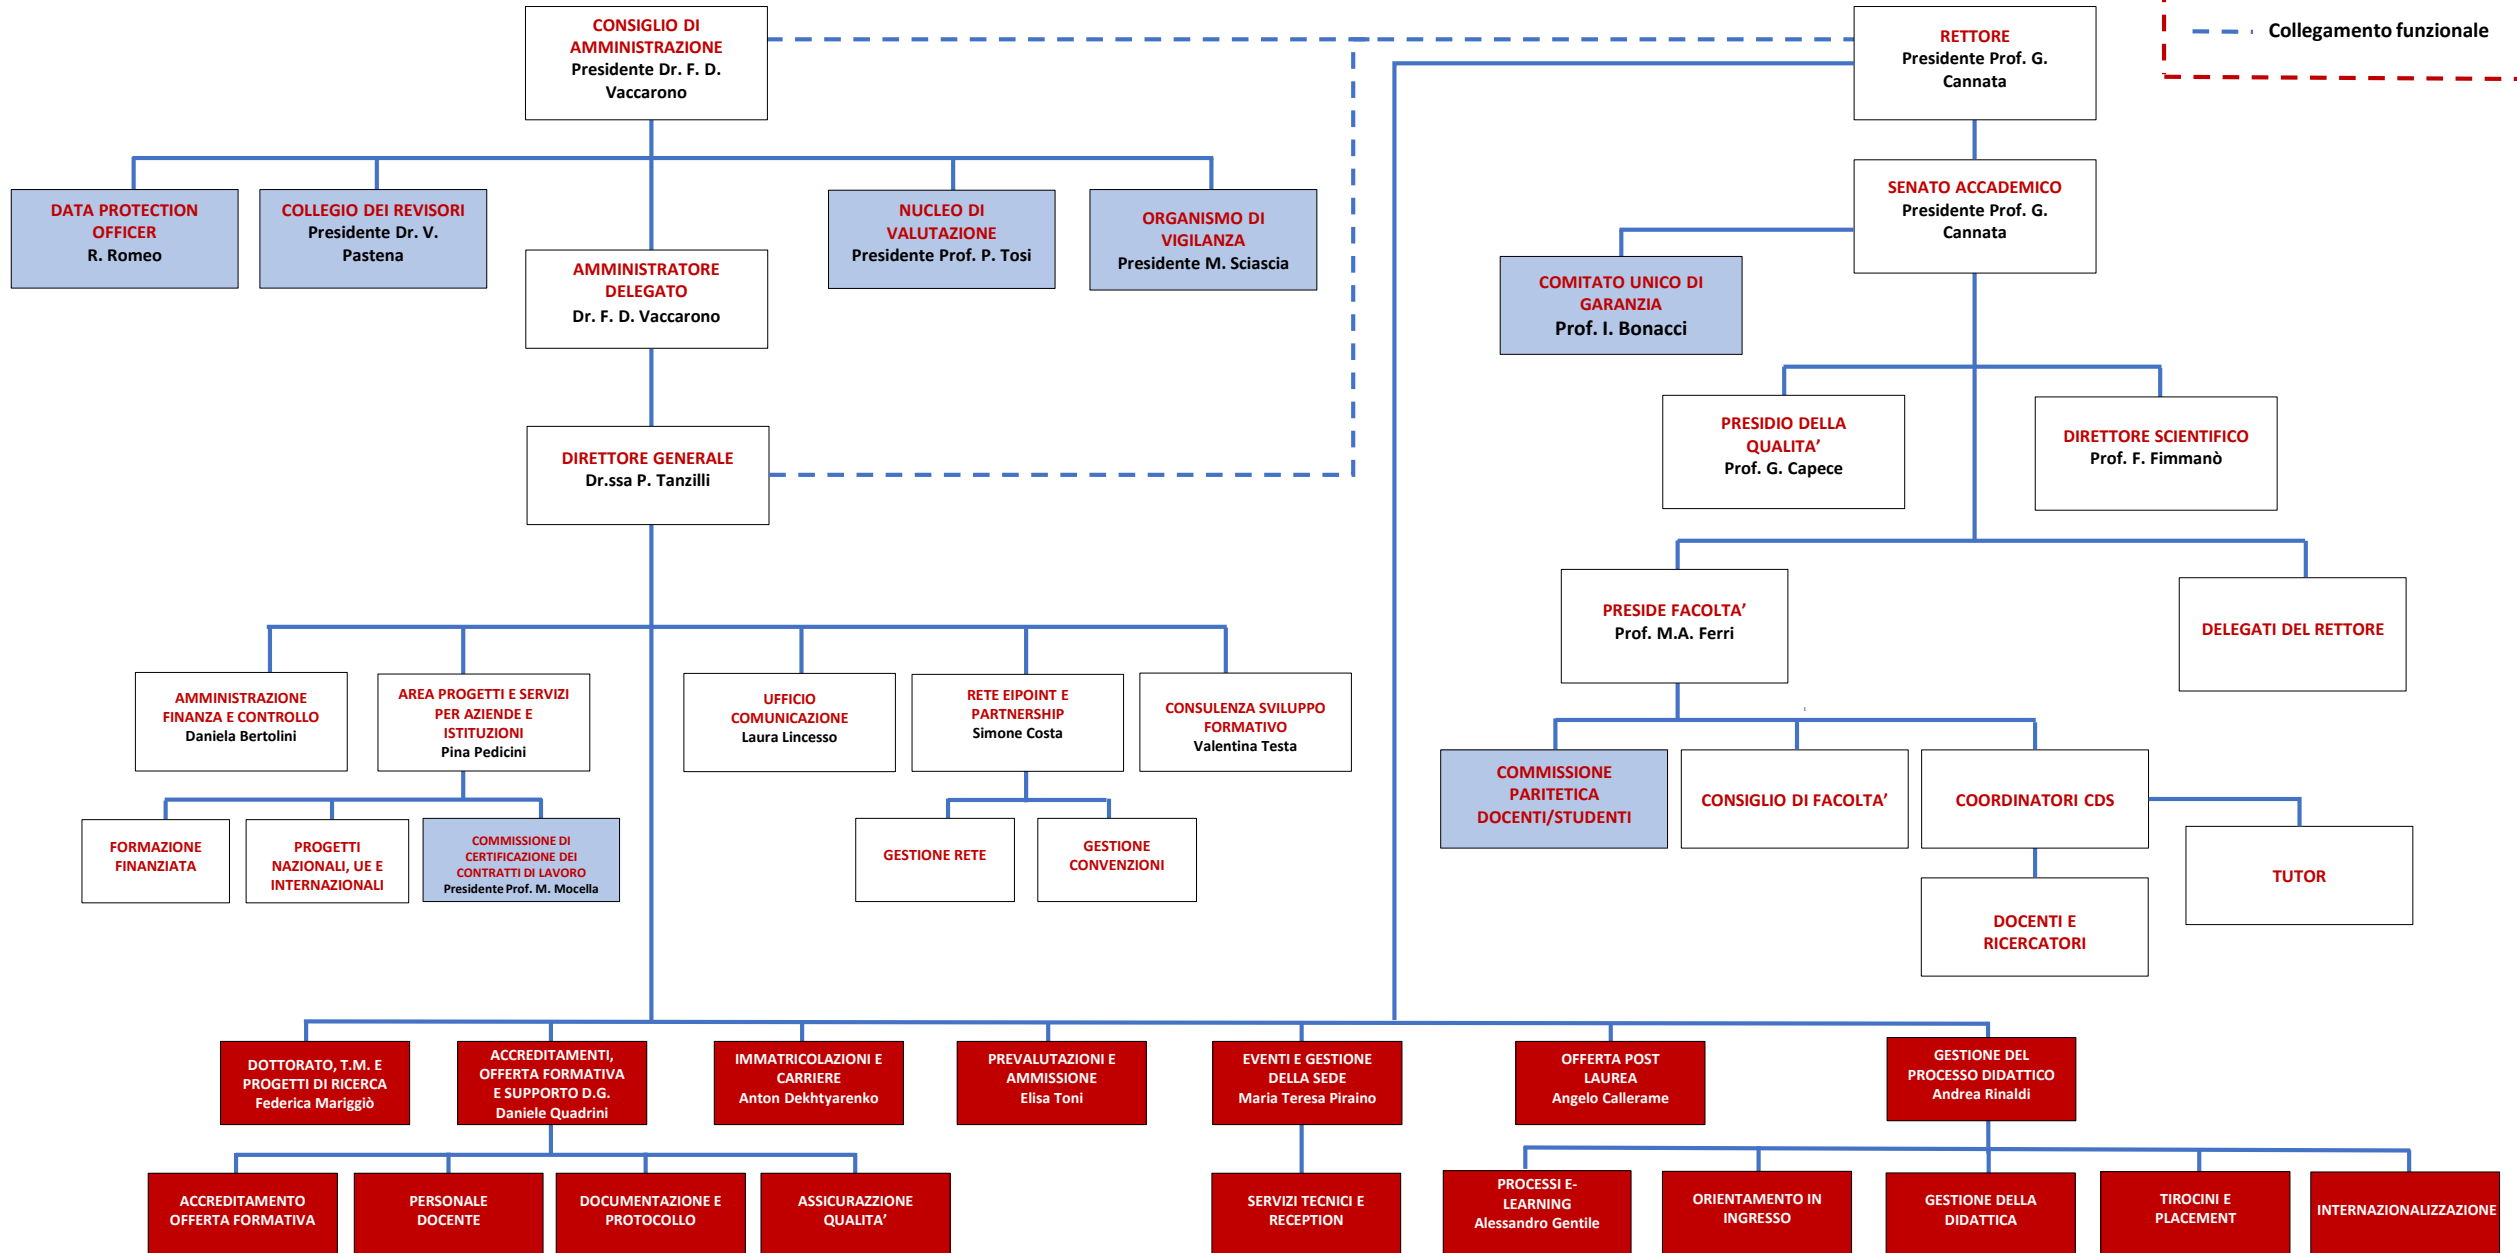 CONSIGLIO DI
AMMINISTRAZIONE
Presidente Dr. F. D.
Vaccarono
RETTORE
Presidente Prof. G.
Cannata
Collegamento funzionale
DATA PROTECTION
OFFICER
R. Romeo
COLLEGIO DEI REVISORI
Presidente Dr. V.
Pastena
NUCLEO DI
VALUTAZIONE
Presidente Prof. P. Tosi
ORGANISMO DI
VIGILANZA
Presidente M. Sciascia
SENATO ACCADEMICO
Presidente Prof. G.
Cannata
AMMINISTRATORE
DELEGATO
Dr. F. D. Vaccarono
COMITATO UNICO DI
GARANZIA
Prof. I. Bonacci
DIRETTORE GENERALE
Dr.ssa P. Tanzilli
PRESIDIO DELLA
QUALITA’
Prof. G. Capece
DIRETTORE SCIENTIFICO
Prof. F. Fimmanò
PRESIDE FACOLTA’
Prof. M.A. Ferri
DELEGATI DEL RETTORE
AMMINISTRAZIONE
FINANZA E CONTROLLO
Daniela Bertolini
AREA PROGETTI E SERVIZI
PER AZIENDE E
ISTITUZIONI
Pina Pedicini
UFFICIO
COMUNICAZIONE
Laura Lincesso
RETE EIPOINT E
PARTNERSHIP
Simone Costa
CONSULENZA SVILUPPO
FORMATIVO
Valentina Testa
COMMISSIONE
PARITETICA
DOCENTI/STUDENTI
CONSIGLIO DI FACOLTA’
COORDINATORI CDS
FORMAZIONE
FINANZIATA
PROGETTI
NAZIONALI, UE E
INTERNAZIONALI
COMMISSIONE DI
CERTIFICAZIONE DEI
CONTRATTI DI LAVORO
Presidente Prof. M. Mocella
GESTIONE RETE
GESTIONE
CONVENZIONI
TUTOR
DOCENTI E
RICERCATORI
DOTTORATO, T.M. E
PROGETTI DI RICERCA
Federica Mariggiò
ACCREDITAMENTI,
OFFERTA FORMATIVA
E SUPPORTO D.G.
Daniele Quadrini
IMMATRICOLAZIONI E
CARRIERE
Anton Dekhtyarenko
PREVALUTAZIONI E
AMMISSIONE
Elisa Toni
EVENTI E GESTIONE
DELLA SEDE
Maria Teresa Piraino
OFFERTA POST
LAUREA
Angelo Callerame
GESTIONE DEL
PROCESSO DIDATTICO
Andrea Rinaldi
ACCREDITAMENTO
OFFERTA FORMATIVA
PERSONALE
DOCENTE
DOCUMENTAZIONE E
PROTOCOLLO
ASSICURAZZIONE
QUALITA’
SERVIZI TECNICI E
RECEPTION
PROCESSI E-
LEARNING
Alessandro Gentile
ORIENTAMENTO IN
INGRESSO
GESTIONE DELLA
DIDATTICA
TIROCINI E
PLACEMENT
INTERNAZIONALIZZAZIONE